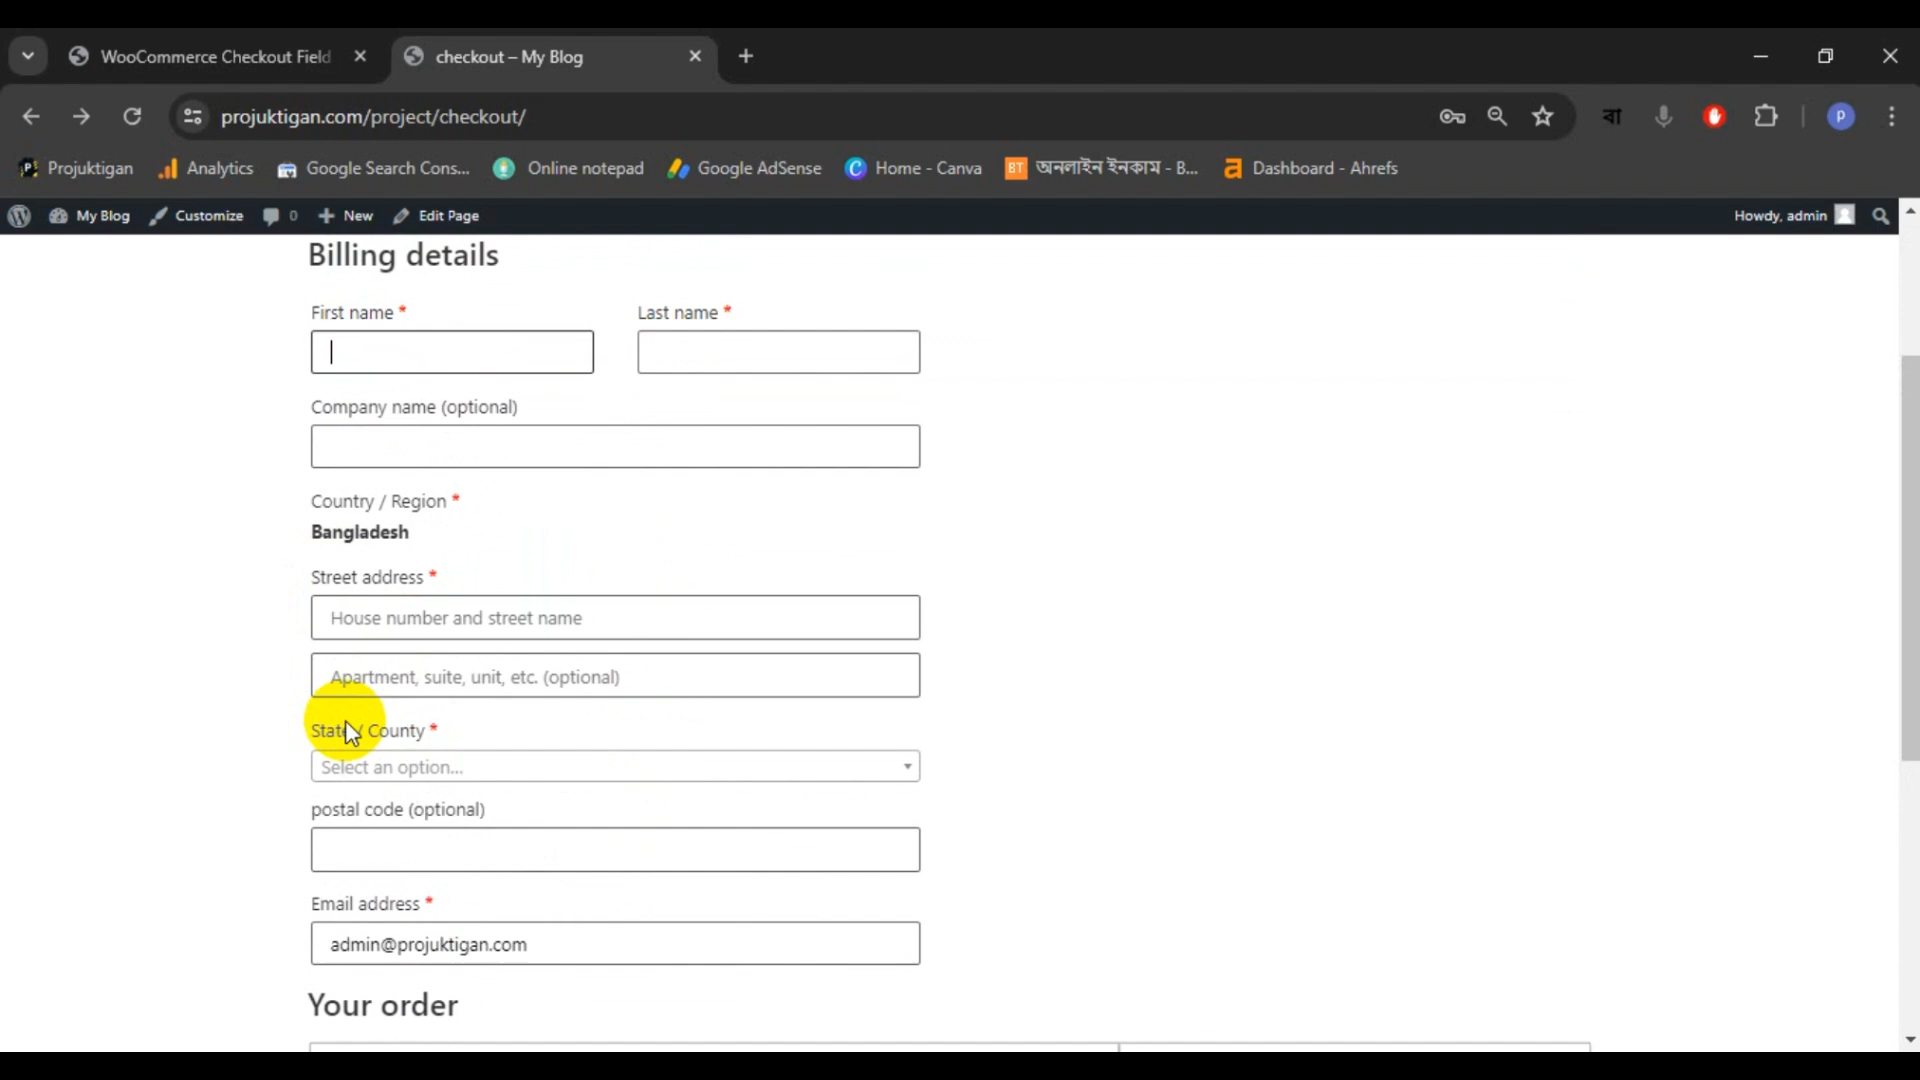 WooCommerce Checkout Field
checkout – My Blog
projuktigan.com/project/checkout/
বা
P
Projuktigan
Analytics
Google Search Cons...
Online notepad
Google AdSense
Home - Canva
BT
অনলাইন ইনকাম - B...
Dashboard - Ahrefs
My Blog
Customize
0
New
Edit Page
Howdy, admin
Billing details
First name *
Last name *
Company name (optional)
Country / Region *
Bangladesh
Street address *
House number and street name
Apartment, suite, unit, etc. (optional)
State / County *
Select an option...
postal code (optional)
Email address *
admin@projuktigan.com
Your order